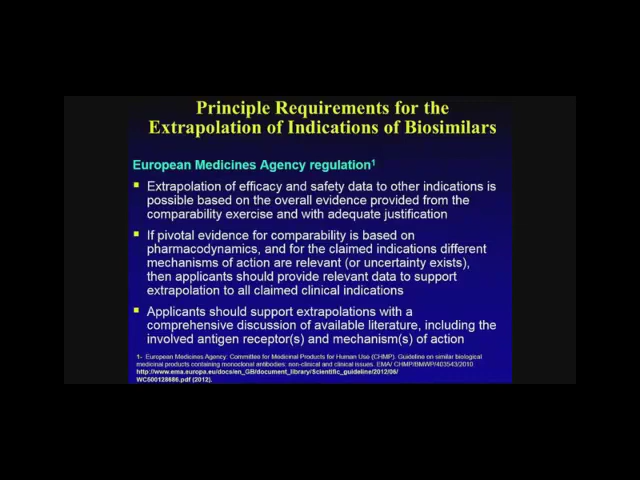 Principle Requirements for the
Extrapolation of Indications of Biosimilars
European Medicines Agency regulation1
Extrapolation of efficacy and safety data to other indications is
possible based on the overall evidence provided from the
comparability exercise and with adequate justification
If pivotal evidence for comparability is based on
pharmacodynamics, and for the claimed indications different
mechanisms of action are relevant (or uncertainty exists),
then applicants should provide relevant data to support
extrapolation to all claimed clinical indications
Applicants should support extrapolations with a
comprehensive discussion of available literature, including the
involved antigen receptor(s) and mechanism(s) of action
1- European Medicines Agency: Committee for Medicinal Products for Human Use (CHMP). Guideline on similar biological
medicinal products containing monoclonal antibodies: non-clinical and clinical issues. EMA/ CHMP/BMWP/403543/2010
http://www.ema.europa.eu/docs/en_GB/document_library/Scientific_guideline/2012/06/
WC500128686.pdf (2012).